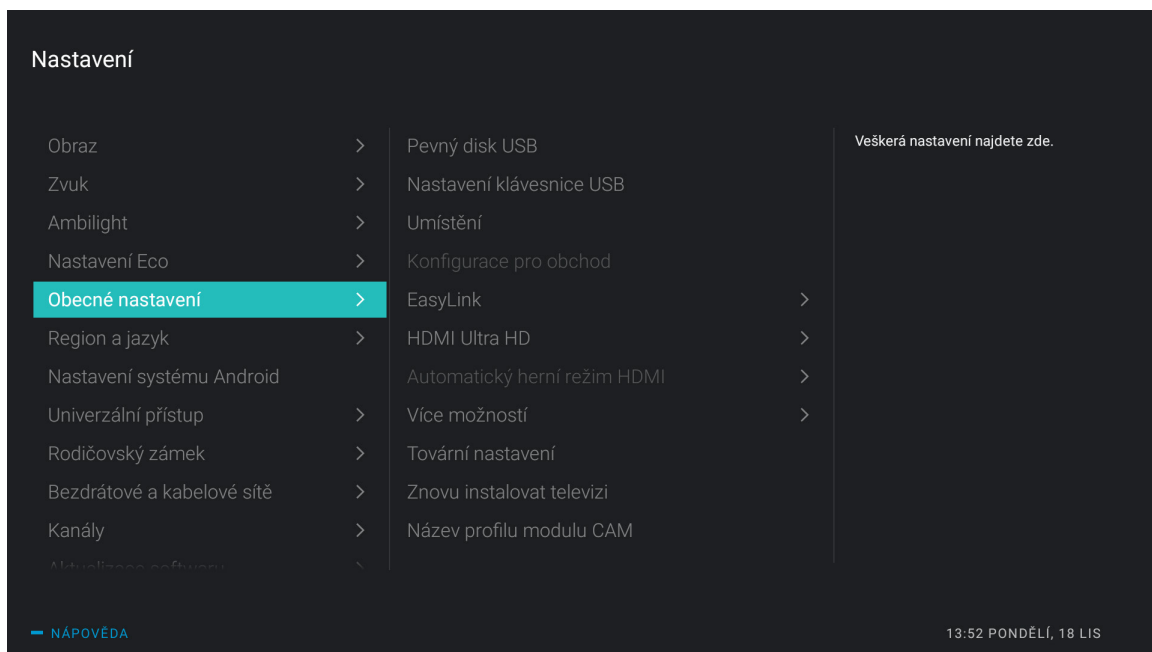 Nastavení
Obraz
Zvuk
Ambilight
Nastavení Eco
Obecné nastavení
Region a jazyk
Nastavení systému Android
Univerzální přístup
Rodičovský zámek
Bezdrátové a kabelové sítě
Kanály
Aktualizace softwaru
Pevný disk USB
Nastavení klávesnice USB
Umístění
Konfigurace pro obchod
EasyLink
HDMI Ultra HD
Automatický herní režim HDMI
Více možností
Tovární nastavení
Znovu instalovat televizi
Název profilu modulu CAM
Veškerá nastavení najdete zde.
NÁPOVĚDA
13:52 PONDĚLÍ, 18 LIS